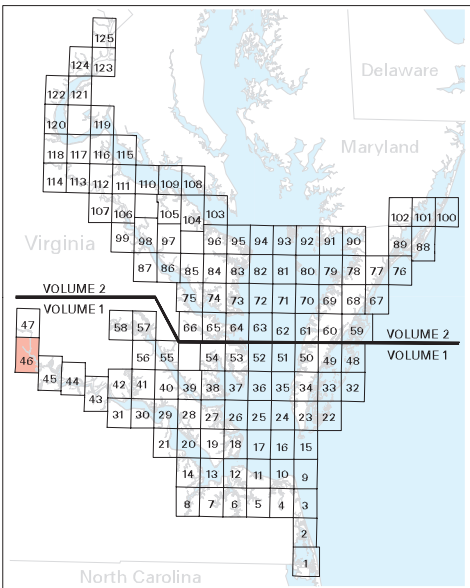 125
124 123
Delaware
122 121
120 119
Maryland
118 117 116 115
114 113 112 111 110 109 108
107 106 105 104 103
102 101 100
Virginia
99 98 97 96 95 94 93 92 91 90 89 88
87 86 85 84 83 82 81 80 79 78 77 76
75 74 73 72 71 70 69 68 67
VOLUME 2
VOLUME 1
47 58 57 66 65 64 63 62 61 60 59
VOLUME 2
VOLUME 1
46 56 55 54 53 52 51 50 49 48
45 44 43 42 41 40 39 38 37 36 35 34 33 32
31 30 29 28 27 26 25 24 23 22
21 20 19 18 17 16 15
14 13 12 11 10 9
8 7 6 5 4 3
2
1
North Carolina